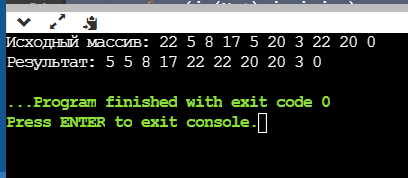 Исходный массив: 22 5 8 17 5 20 3 22 20 0
Результат: 5 5 8 17 22 22 20 20 3 0
...Program finished with exit code 0
Press ENTER to exit console.